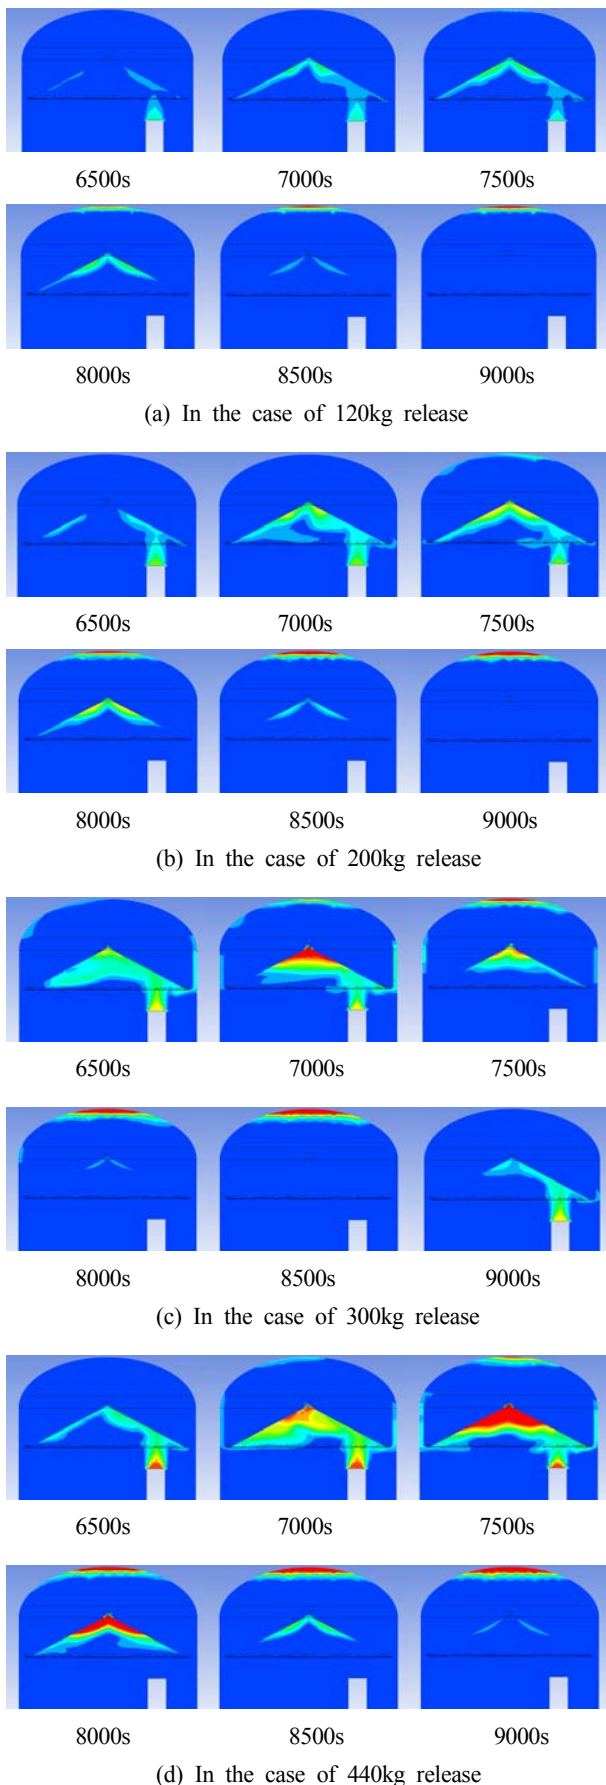 6500s 7000s 7500s
8000s 8500s 9000s
(a) In the case of 120kg release
6500s 7000s 7500s
8000s 8500s 9000s
(b) In the case of 200kg release
6500s 7000s 7500s
8000s 8500s 9000s
(c) In the case of 300kg release
6500s 7000s 7500s
8000s 8500s 9000s
(d) In the case of 440kg release